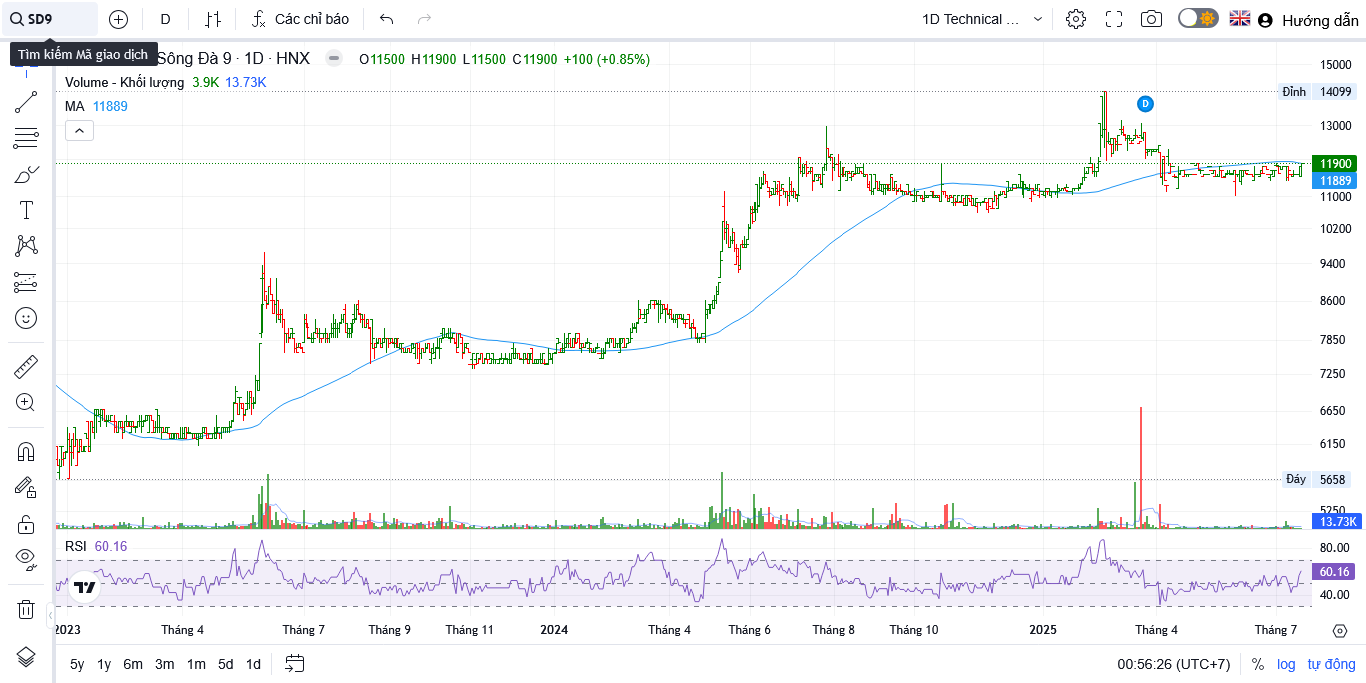 SD9 D Các chỉ báo 1D Technical ... Hướng dẫn
Tìm kiếm Mã giao dịch
Sông Đà 9 · 1D · HNX O11500 H11900 L11500 C11900 +100 (+0.85%)
Volume - Khối lượng 3.9K 13.73K
MA 11889
15000
Đỉnh 14099
D
13000
11900
11889
11000
10200
9400
8600
7850
7250
6650
6150
Đáy 5658
5250
13.73K
RSI 60.16
80.00
60.16
40.00
2023 Tháng 4 Tháng 7 Tháng 9 Tháng 11 2024 Tháng 4 Tháng 6 Tháng 8 Tháng 10 2025 Tháng 4 Tháng 7
5y 1y 6m 3m 1m 5d 1d 00:56:26 (UTC+7) % log tự động